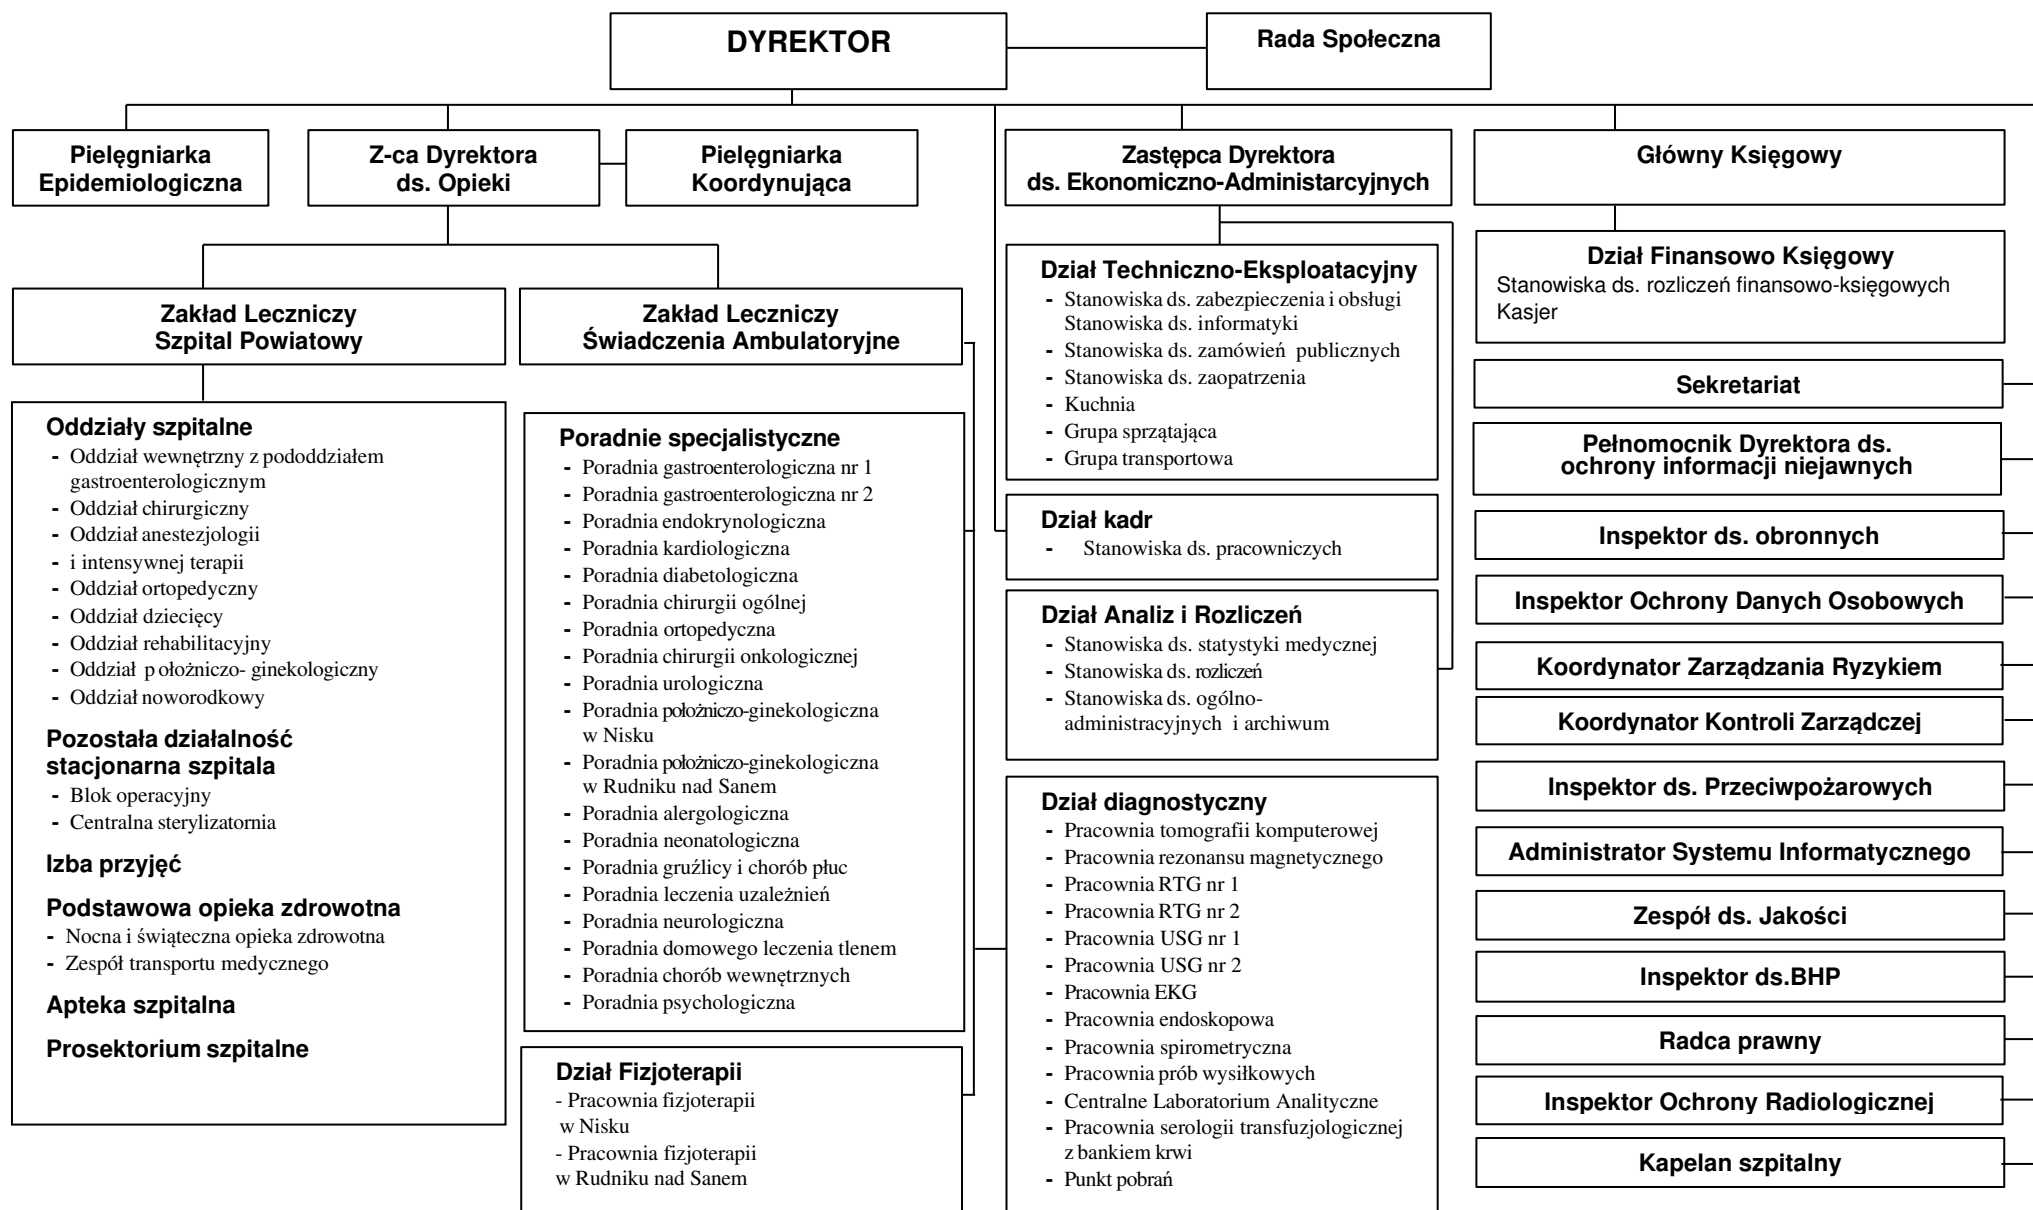 DYREKTOR
Rada Społeczna
Pielęgniarka
Epidemiologiczna
Z-ca Dyrektora
ds. Opieki
Pielęgniarka
Koordynująca
Zastępca Dyrektora
ds. Ekonomiczno-Administarcyjnych
Główny Księgowy
Zakład Leczniczy
Szpital Powiatowy
Zakład Leczniczy
Świadczenia Ambulatoryjne
Oddziały szpitalne
- Oddział wewnętrzny z pododdziałem
gastroenterologicznym
- Oddział chirurgiczny
- Oddział anestezjologii
- i intensywnej terapii
- Oddział ortopedyczny
- Oddział dziecięcy
- Oddział rehabilitacyjny
- Oddział p ołożniczo- ginekologiczny
- Oddział noworodkowy
Pozostała działalność
stacjonarna szpitala
- Blok operacyjny
- Centralna sterylizatornia
Izba przyjęć
Podstawowa opieka zdrowotna
- Nocna i świąteczna opieka zdrowotna
- Zespół transportu medycznego
Apteka szpitalna
Prosektorium szpitalne
Poradnie specjalistyczne
- Poradnia gastroenterologiczna nr 1
- Poradnia gastroenterologiczna nr 2
- Poradnia endokrynologiczna
- Poradnia kardiologiczna
- Poradnia diabetologiczna
- Poradnia chirurgii ogólnej
- Poradnia ortopedyczna
- Poradnia chirurgii onkologicznej
- Poradnia urologiczna
- Poradnia położniczo-ginekologiczna
w Nisku
- Poradnia położniczo-ginekologiczna
w Rudniku nad Sanem
- Poradnia alergologiczna
- Poradnia neonatologiczna
- Poradnia gruźlicy i chorób płuc
- Poradnia leczenia uzależnień
- Poradnia neurologiczna
- Poradnia domowego leczenia tlenem
- Poradnia chorób wewnętrznych
- Poradnia psychologiczna
Dział Fizjoterapii
- Pracownia fizjoterapii
w Nisku
- Pracownia fizjoterapii
w Rudniku nad Sanem
Dział Techniczno-Eksploatacyjny
- Stanowiska ds. zabezpieczenia i obsługi
Stanowiska ds. informatyki
- Stanowiska ds. zamówień publicznych
- Stanowiska ds. zaopatrzenia
- Kuchnia
- Grupa sprzątająca
- Grupa transportowa
Dział kadr
- Stanowiska ds. pracowniczych
Dział Analiz i Rozliczeń
- Stanowiska ds. statystyki medycznej
- Stanowiska ds. rozliczeń
- Stanowiska ds. ogólno-
administracyjnych i archiwum
Dział diagnostyczny
- Pracownia tomografii komputerowej
- Pracownia rezonansu magnetycznego
- Pracownia RTG nr 1
- Pracownia RTG nr 2
- Pracownia USG nr 1
- Pracownia USG nr 2
- Pracownia EKG
- Pracownia endoskopowa
- Pracownia spirometryczna
- Pracownia prób wysiłkowych
- Centralne Laboratorium Analityczne
- Pracownia serologii transfuzjologicznej
z bankiem krwi
- Punkt pobrań
Dział Finansowo Księgowy
Stanowiska ds. rozliczeń finansowo-księgowych
Kasjer
Sekretariat
Pełnomocnik Dyrektora ds.
ochrony informacji niejawnych
Inspektor ds. obronnych
Inspektor Ochrony Danych Osobowych
Koordynator Zarządzania Ryzykiem
Koordynator Kontroli Zarządczej
Inspektor ds. Przeciwpożarowych
Administrator Systemu Informatycznego
Zespół ds. Jakości
Inspektor ds.BHP
Radca prawny
Inspektor Ochrony Radiologicznej
Kapelan szpitalny